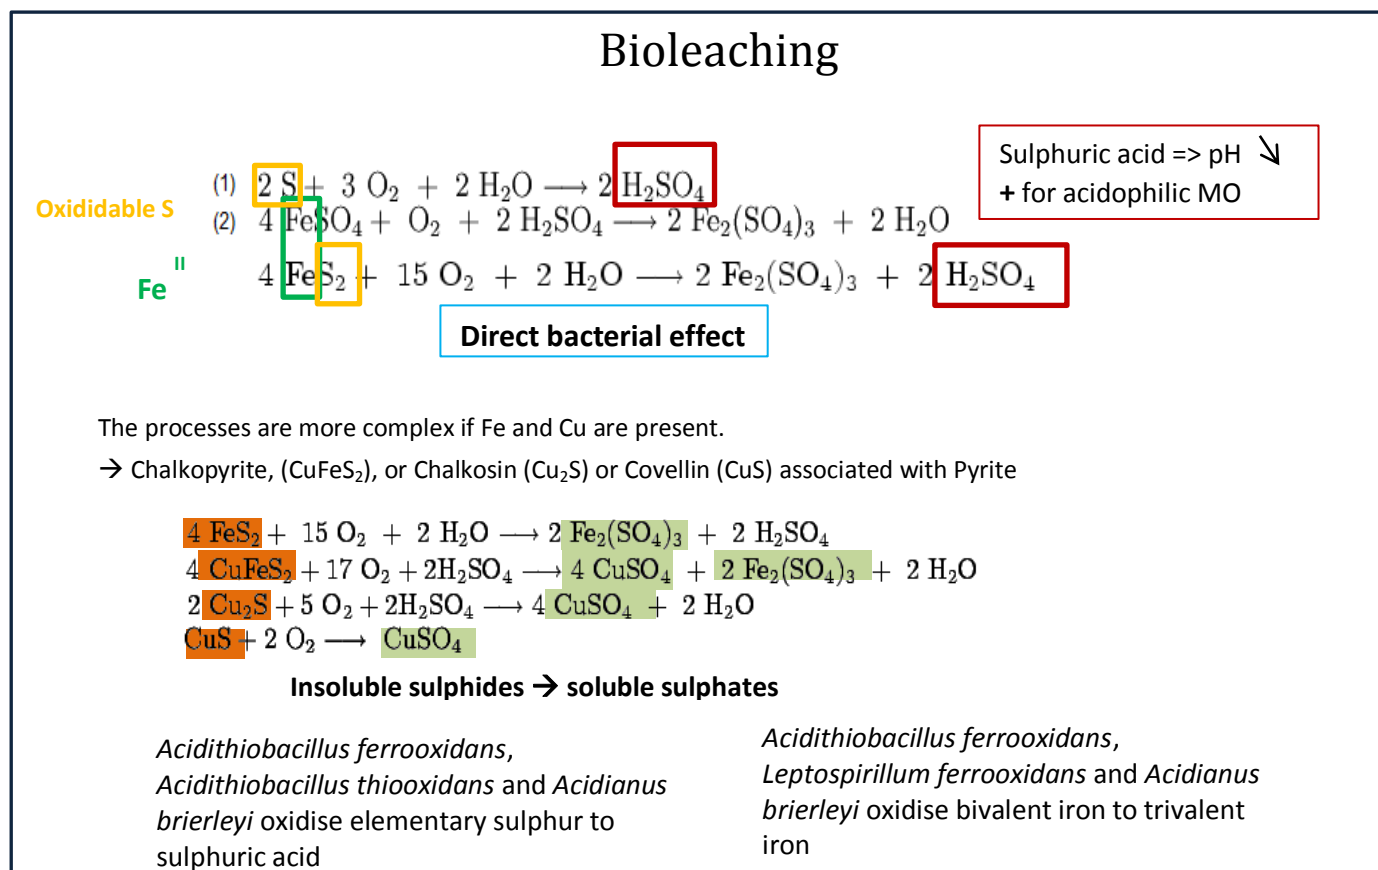 Bioleaching
Sulphuric acid => pH ↘
+ for acidophilic MO
(1) 2 S + 3 O₂ + 2 H₂O ⟶ 2 H₂SO₄
Oxididable S
(2) 4 FeSO₄ + O₂ + 2 H₂SO₄ ⟶ 2 Fe₂(SO₄)₃ + 2 H₂O
Fe II
4 FeS₂ + 15 O₂ + 2 H₂O ⟶ 2 Fe₂(SO₄)₃ + 2 H₂SO₄
Direct bacterial effect
The processes are more complex if Fe and Cu are present.
→ Chalkopyrite, (CuFeS₂), or Chalkosin (Cu₂S) or Covellin (CuS) associated with Pyrite
4 FeS₂ + 15 O₂ + 2 H₂O ⟶ 2 Fe₂(SO₄)₃ + 2 H₂SO₄
4 CuFeS₂ + 17 O₂ + 2H₂SO₄ ⟶ 4 CuSO₄ + 2 Fe₂(SO₄)₃ + 2 H₂O
2 Cu₂S + 5 O₂ + 2H₂SO₄ ⟶ 4 CuSO₄ + 2 H₂O
CuS + 2 O₂ ⟶ CuSO₄
Insoluble sulphides → soluble sulphates
Acidithiobacillus ferrooxidans,
Acidithiobacillus thiooxidans and Acidianus
brierleyi oxidise elementary sulphur to
sulphuric acid
Acidithiobacillus ferrooxidans,
Leptospirillum ferrooxidans and Acidianus
brierleyi oxidise bivalent iron to trivalent
iron